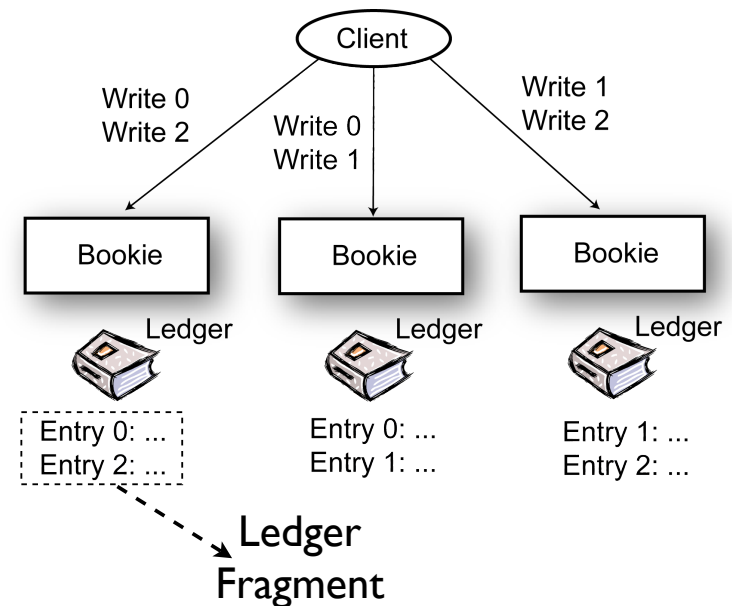 Client
Write 0
Write 2
Write 0
Write 1
Write 1
Write 2
Bookie
Bookie
Bookie
Ledger
Ledger
Ledger
Entry 0: ...
Entry 2: ...
Entry 0: ...
Entry 1: ...
Entry 1: ...
Entry 2: ...
Ledger
Fragment